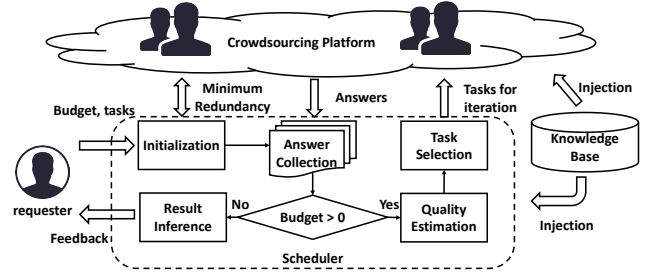 Crowdsourcing Platform
Minimum
Redundancy
Answers
Tasks for
iteration
Injection
Budget, tasks
Initialization
Answer
Collection
Task
Selection
Knowledge
Base
requester
Result
Inference
No
Budget > 0
Yes
Quality
Estimation
Injection
Feedback
Scheduler